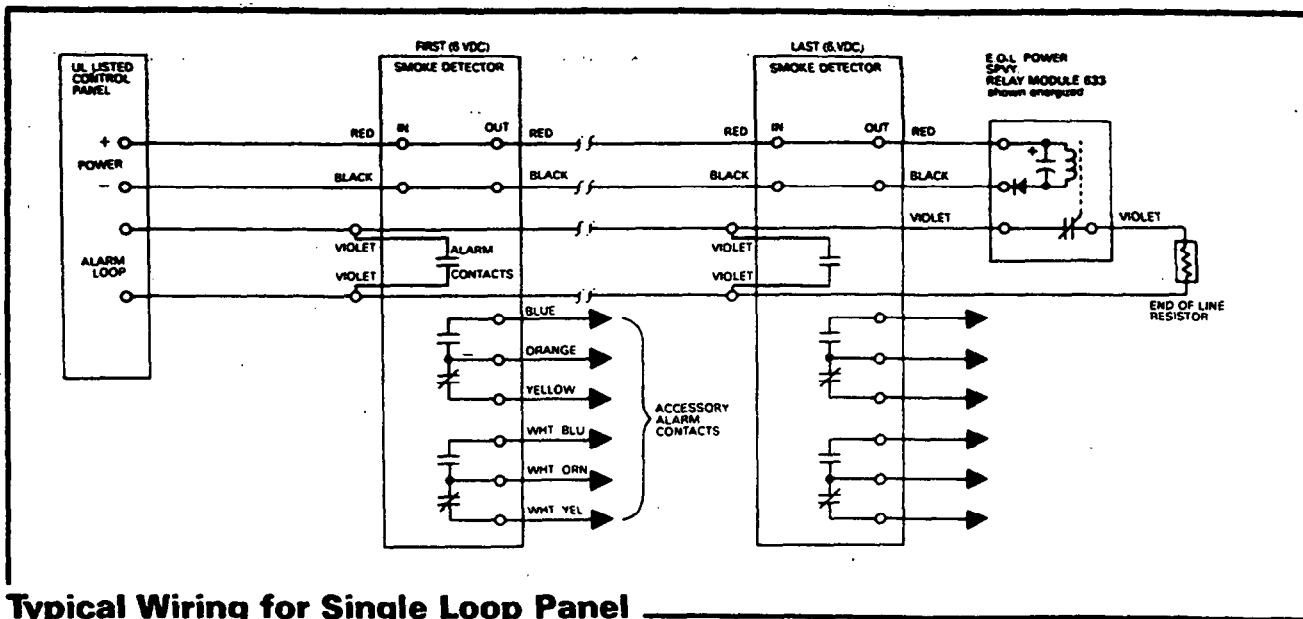 UL LISTED
CONTROL
PANEL
+
POWER
−
ALARM
LOOP
FIRST (6 VDC)
SMOKE DETECTOR
RED IN OUT RED
BLACK BLACK
VIOLET ALARM
VIOLET CONTACTS
BLUE
ORANGE
YELLOW
WHT BLU
WHT ORN
WHT YEL
ACCESSORY
ALARM
CONTACTS
LAST (6 VDC)
SMOKE DETECTOR
RED IN OUT RED
BLACK BLACK
VIOLET
VIOLET
VIOLET
E.O.L. POWER
SPVY.
RELAY MODULE 633
shown energized
+
VIOLET
END OF LINE
RESISTOR
Typical Wiring for Single Loop Panel